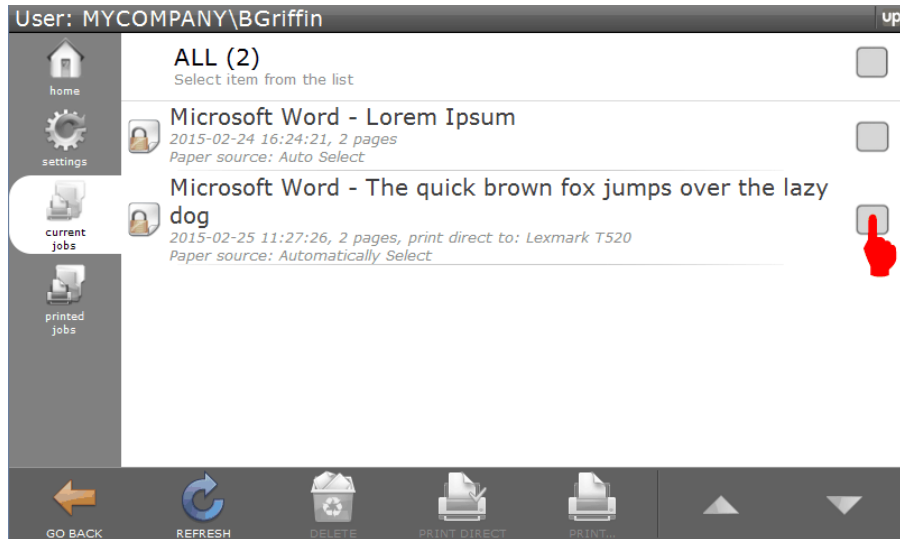 User: MYCOMPANY\BGriffin
up
home
settings
current
jobs
printed
jobs
ALL (2)
Select item from the list
Microsoft Word - Lorem Ipsum
2015-02-24 16:24:21, 2 pages
Paper source: Auto Select
Microsoft Word - The quick brown fox jumps over the lazy
dog
2015-02-25 11:27:26, 2 pages, print direct to: Lexmark T520
Paper source: Automatically Select
GO BACK
REFRESH
DELETE
PRINT DIRECT
PRINT...